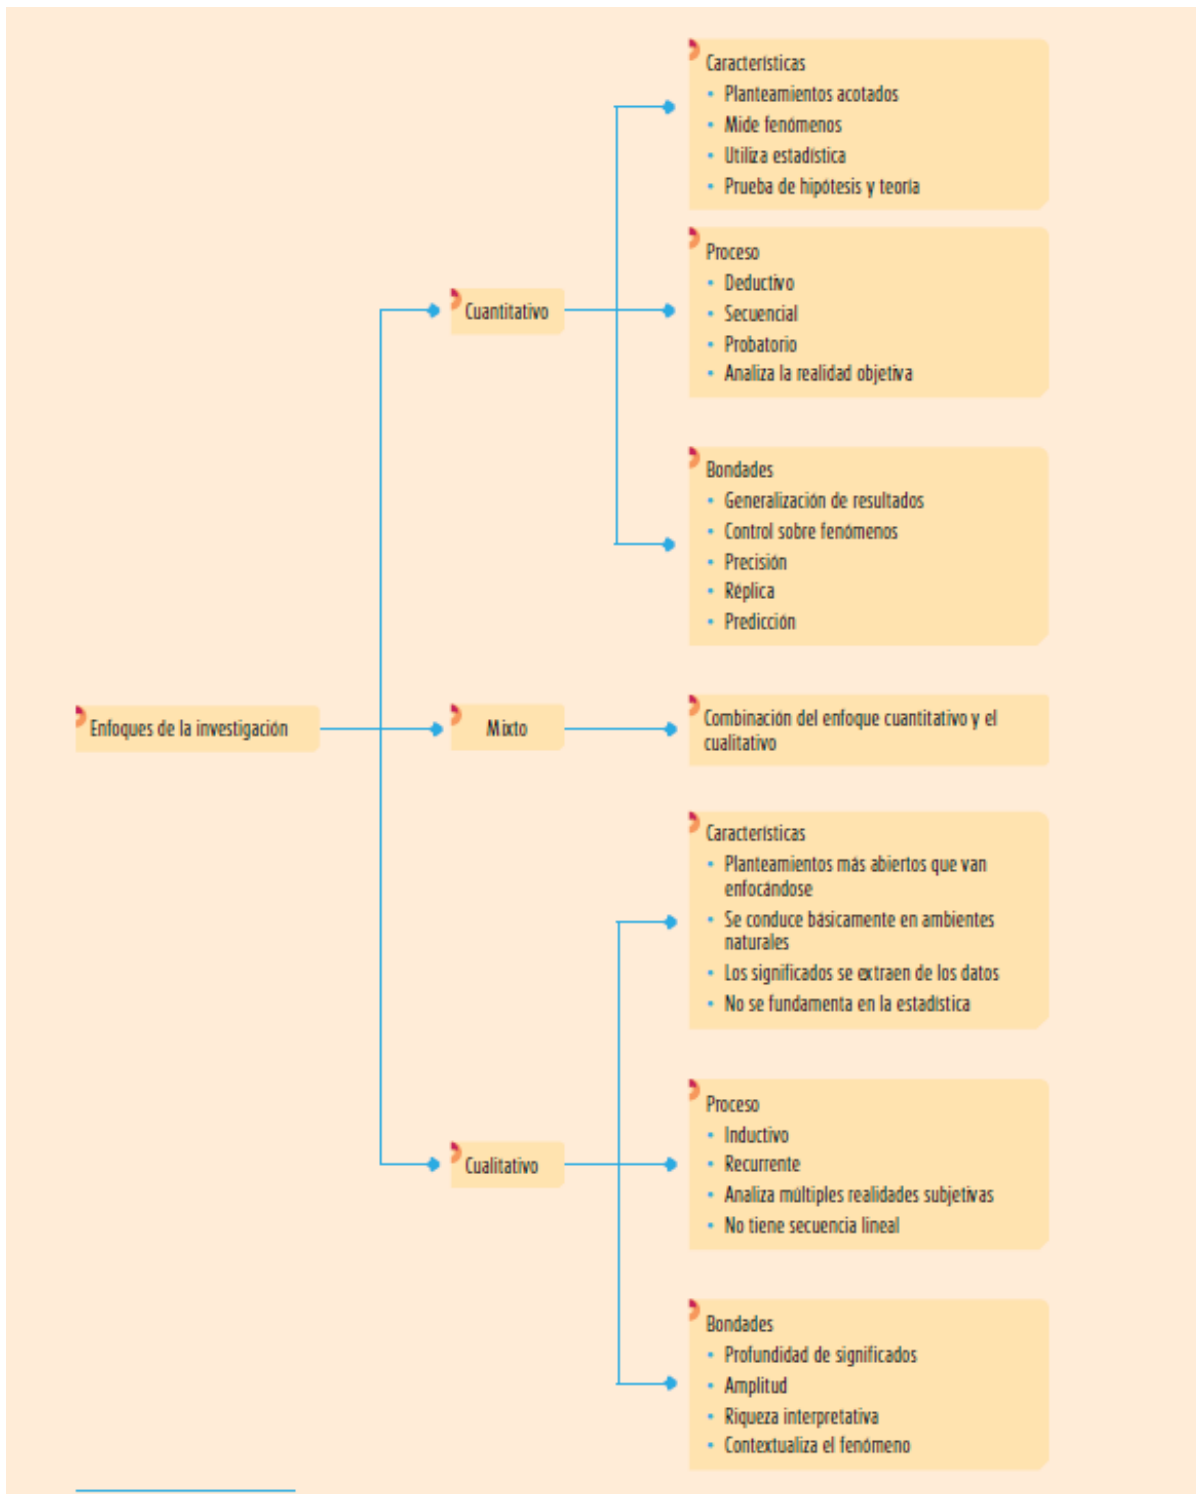 Características
• Planteamientos acotados
• Mide fenómenos
• Utiliza estadística
• Prueba de hipótesis y teoría
Proceso
• Deductivo
• Secuencial
• Probatorio
• Analiza la realidad objetiva
Cuantitativo
Bondades
• Generalización de resultados
• Control sobre fenómenos
• Precisión
• Réplica
• Predicción
Enfoques de la investigación
Mixto
Combinación del enfoque cuantitativo y el
cualitativo
Características
• Planteamientos más abiertos que van
enfocándose
• Se conduce básicamente en ambientes
naturales
• Los significados se extraen de los datos
• No se fundamenta en la estadística
Cualitativo
Proceso
• Inductivo
• Recurrente
• Analiza múltiples realidades subjetivas
• No tiene secuencia lineal
Bondades
• Profundidad de significados
• Amplitud
• Riqueza interpretativa
• Contextualiza el fenómeno